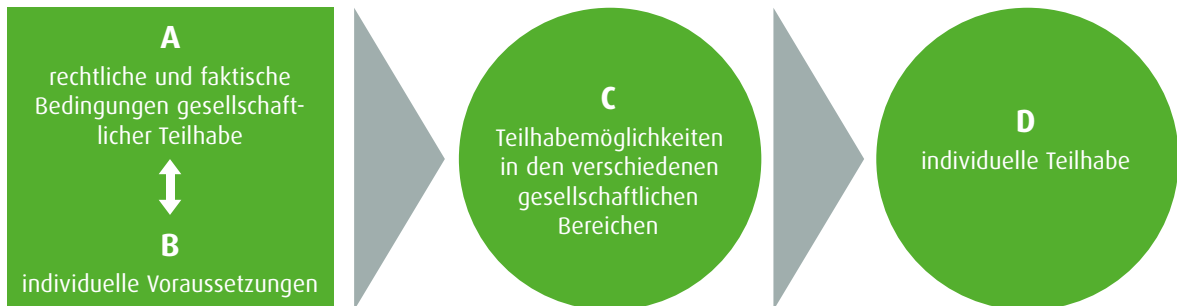 A
rechtliche und faktische
Bedingungen gesellschaft-
licher Teilhabe
B
individuelle Voraussetzungen
C
Teilhabemöglichkeiten
in den verschiedenen
gesellschaftlichen
Bereichen
D
individuelle Teilhabe